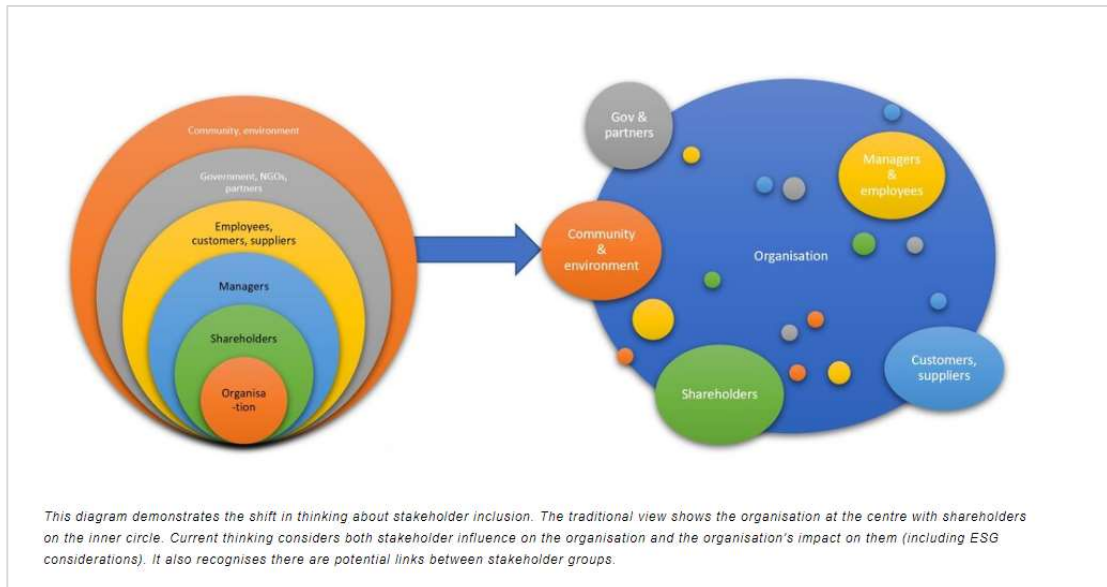 Community, environment
Government, NGOs,
partners
Employees,
customers, suppliers
Managers
Shareholders
Organisa
-tion
Gov &
partners
Managers
&
employees
Community
&
environment
Organisation
Customers,
suppliers
Shareholders
This diagram demonstrates the shift in thinking about stakeholder inclusion. The traditional view shows the organisation at the centre with shareholders
on the inner circle. Current thinking considers both stakeholder influence on the organisation and the organisation's impact on them (including ESG
considerations). It also recognises there are potential links between stakeholder groups.